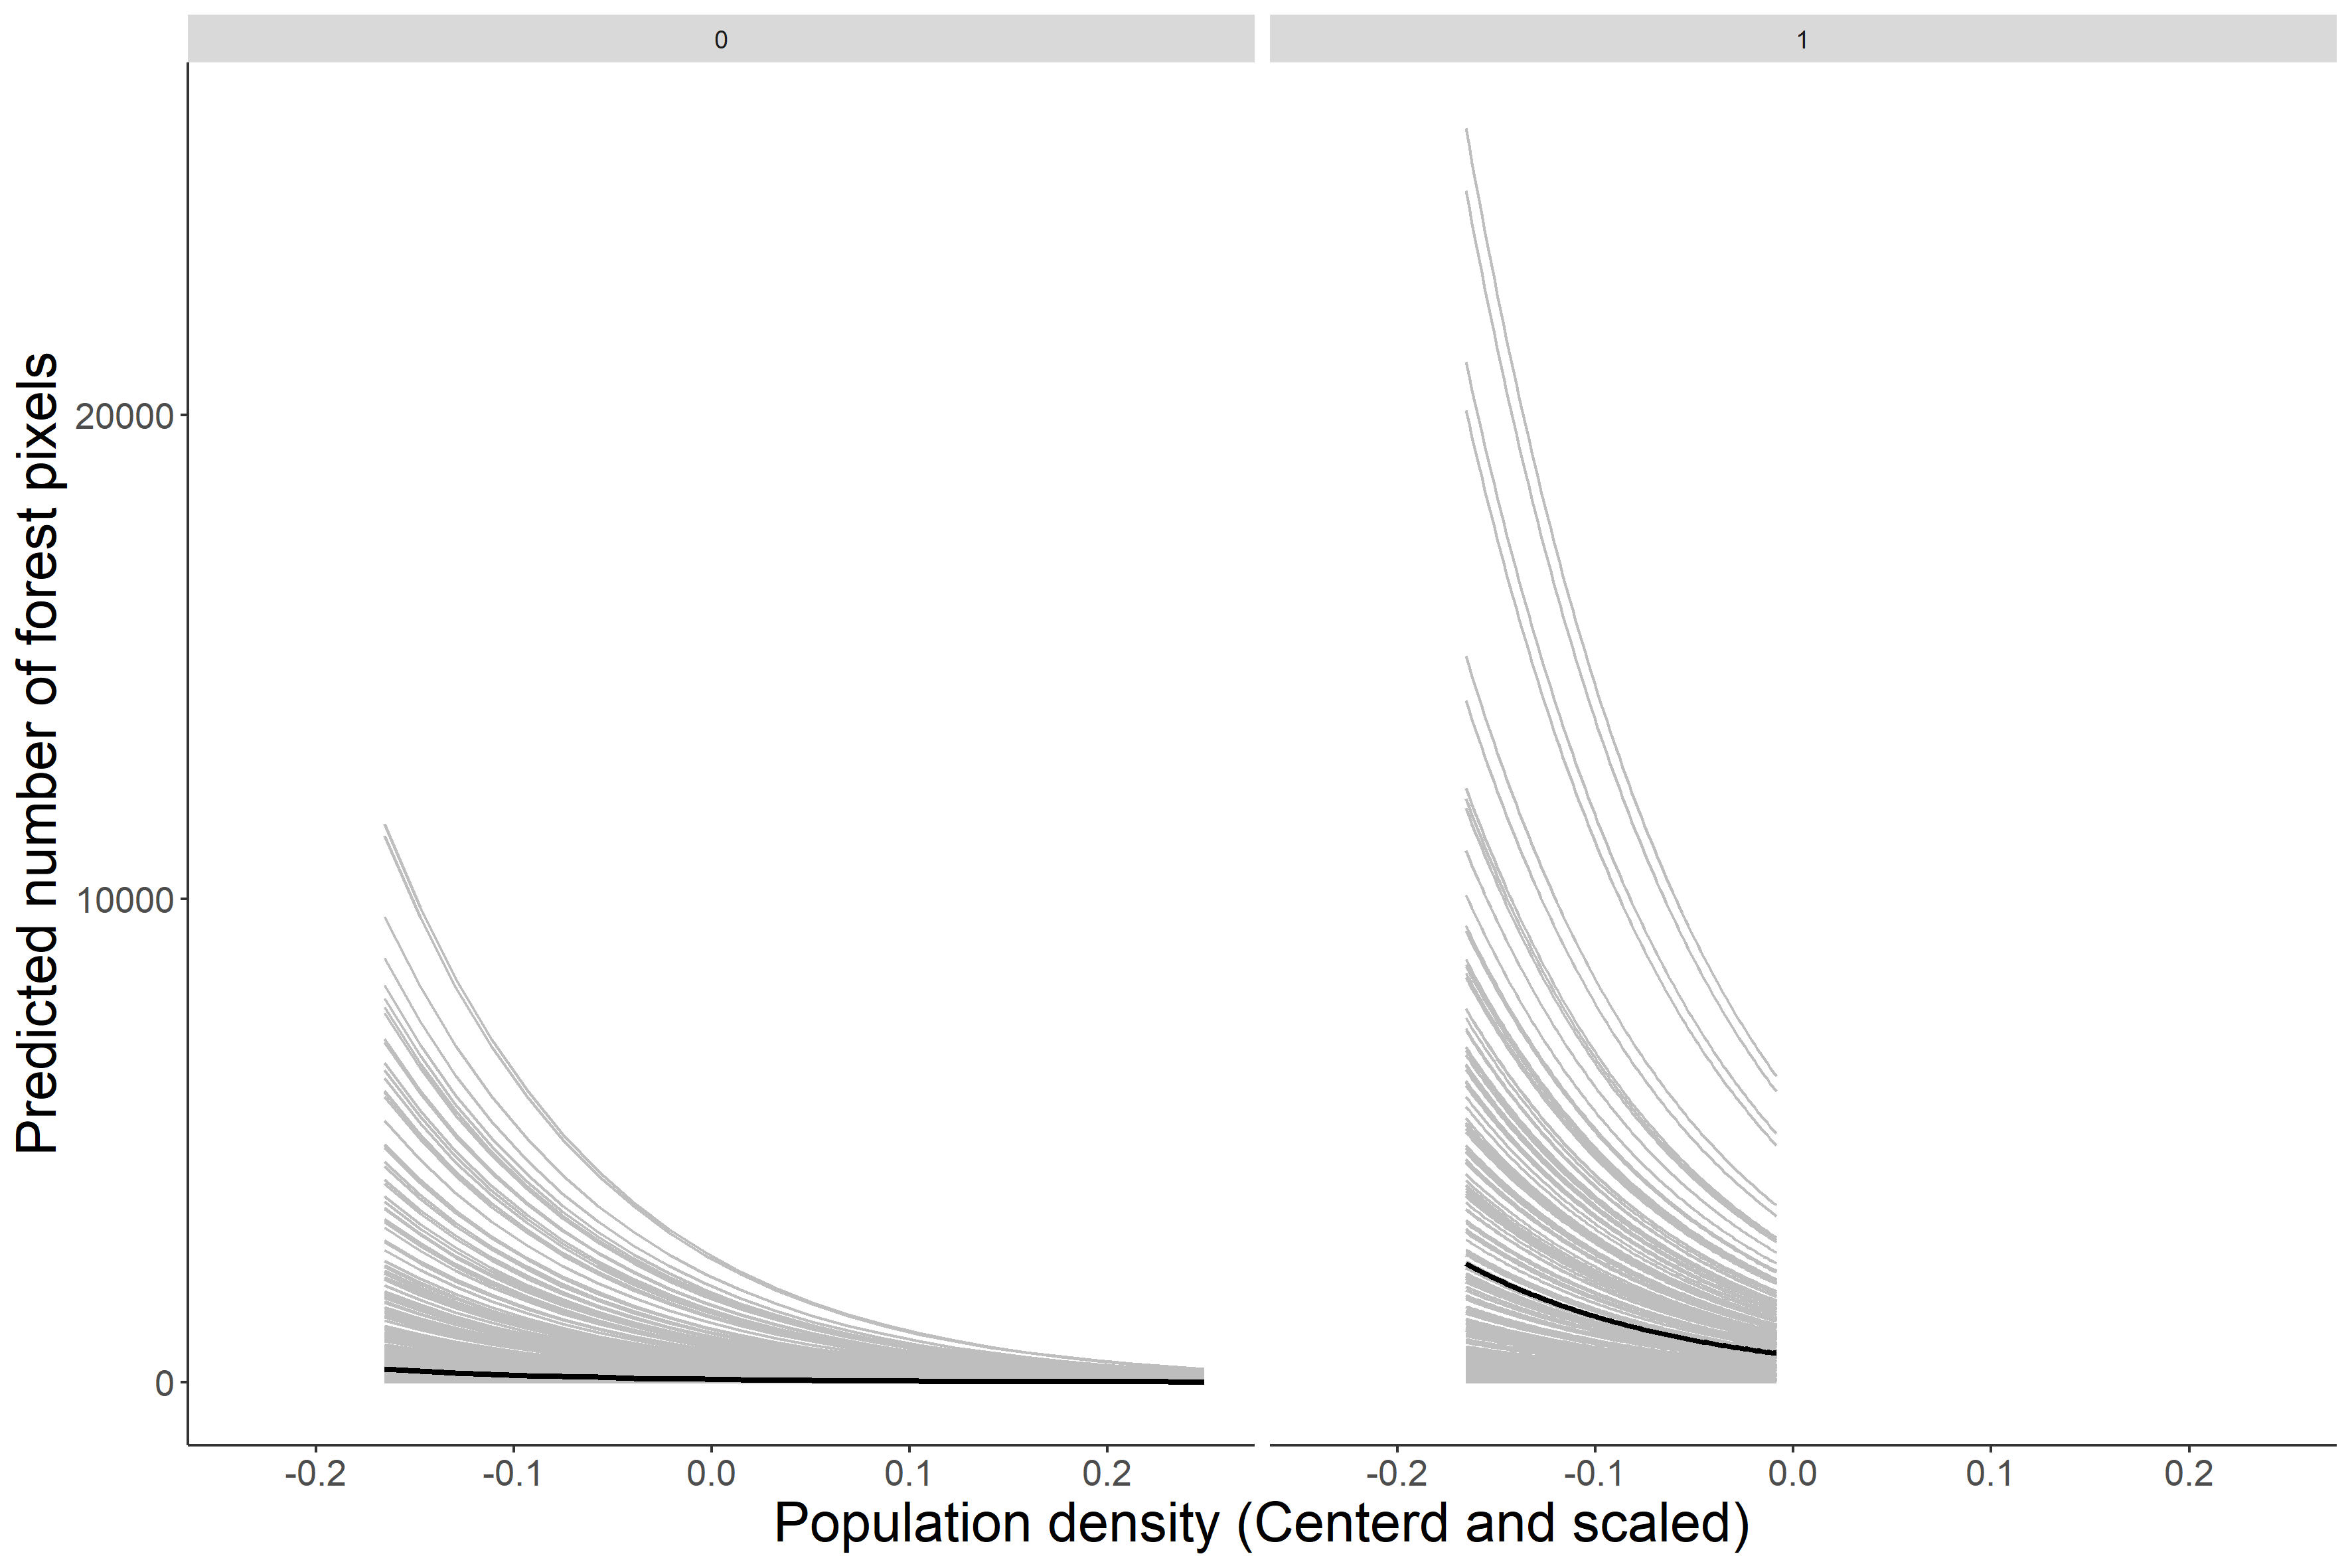 0
1
Predicted number of forest pixels
20000
10000
0
-0.2 -0.1 0.0 0.1 0.2
-0.2 -0.1 0.0 0.1 0.2
Population density (Centerd and scaled)